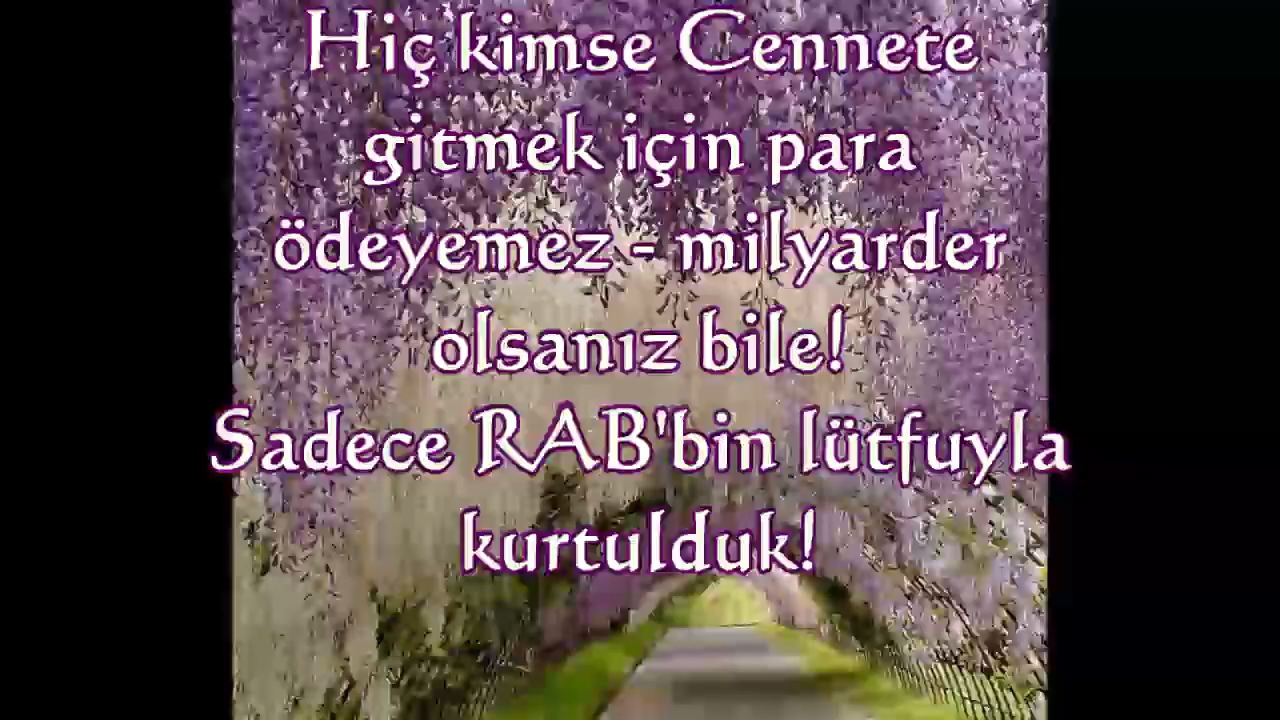 Hiç kimse Cennete
gitmek için para
ödeyemez - milyarder
olsanız bile!
Sadece RAB'bin lütfuyla
kurtulduk!